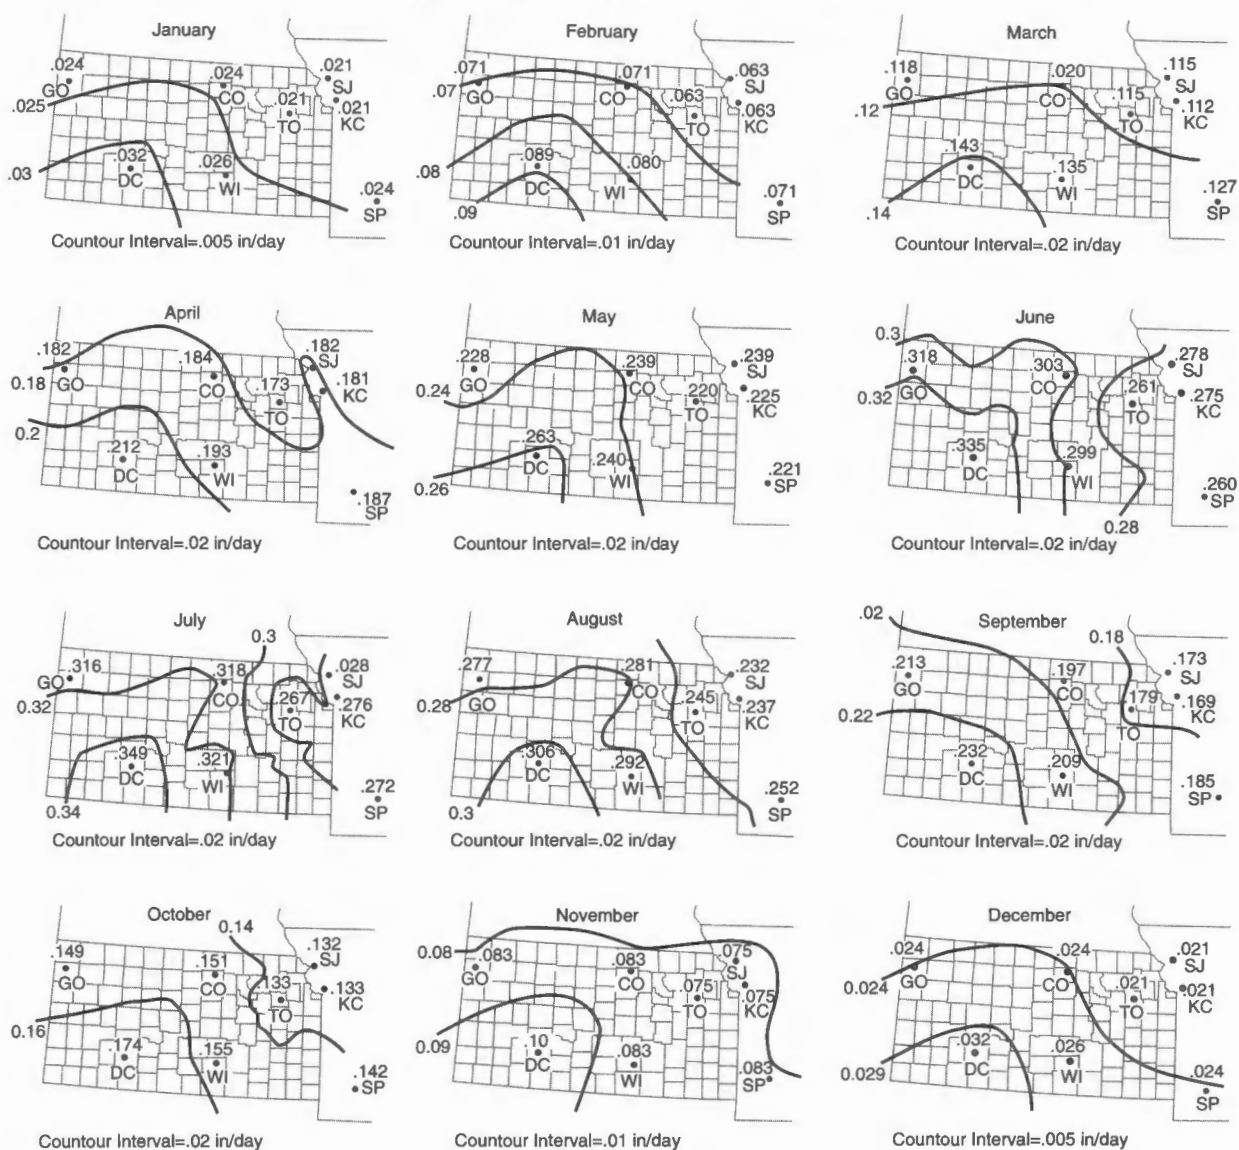 January
.024
GO
.024
CO
.021
SJ
.021
TO
.021
KC
.025
.03
.032
DC
.026
WI
.024
SP
Countour Interval=.005 in/day
February
.071
.07
GO
.071
CO
.063
SJ
.063
TO
.063
KC
.08
.089
DC
.080
WI
.09
.071
SP
Countour Interval=.01 in/day
March
.118
GO
.020
CO
.115
SJ
.115
TO
.112
KC
.12
.143
DC
.135
WI
.14
.127
SP
Countour Interval=.02 in/day
April
.182
GO
0.18
.184
CO
.182
SJ
.173
TO
.181
KC
0.2
.212
DC
.193
WI
.187
SP
Countour Interval=.02 in/day
May
.228
GO
0.24
.239
CO
.239
SJ
.220
TO
.225
KC
.263
DC
.240
WI
0.26
.221
SP
Countour Interval=.02 in/day
June
0.3
.318
GO
0.32
.303
CO
.278
SJ
.261
TO
.275
KC
.335
DC
.299
WI
.260
SP
0.28
Countour Interval=.02 in/day
July
0.3
.316
GO
0.32
.318
CO
.028
SJ
.267
TO
.276
KC
.349
DC
.321
WI
0.34
.272
SP
Countour Interval=.02 in/day
August
.277
GO
0.28
.281
CO
.232
SJ
.245
TO
.237
KC
.306
DC
.292
WI
0.3
.252
SP
Countour Interval=.02 in/day
September
.02
0.18
.213
GO
.197
CO
.173
SJ
.179
TO
.169
KC
0.22
.232
DC
.209
WI
.185
SP
Countour Interval=.02 in/day
October
0.14
.149
GO
.151
CO
.132
SJ
.133
TO
.133
KC
0.16
.174
DC
.155
WI
.142
SP
Countour Interval=.02 in/day
November
0.08
.083
GO
.083
CO
.075
SJ
.075
TO
.075
KC
0.09
.10
DC
.083
WI
.083
SP
Countour Interval=.01 in/day
December
.024
GO
0.024
.024
CO
.021
SJ
.021
TO
.021
KC
0.029
.032
DC
.026
WI
.024
SP
Countour Interval=.005 in/day